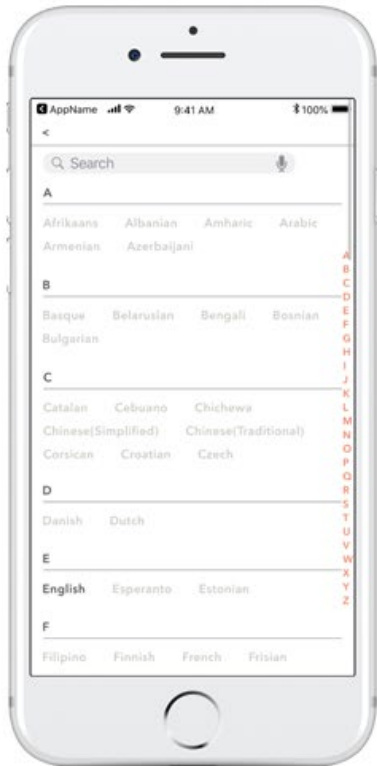 AppName 9:41 AM 100%
<
Search
A
Afrikaans Albanian Amharic Arabic
Armenian Azerbaijani
B
Basque Belarusian Bengali Bosnian
Bulgarian
C
Catalan Cebuano Chichewa
Chinese(Simplified) Chinese(Traditional)
Corsican Croatian Czech
D
Danish Dutch
E
English Esperanto Estonian
F
Filipino Finnish French Frisian
A
B
C
D
E
F
G
H
I
J
K
L
M
N
O
P
Q
R
S
T
U
V
W
X
Y
Z